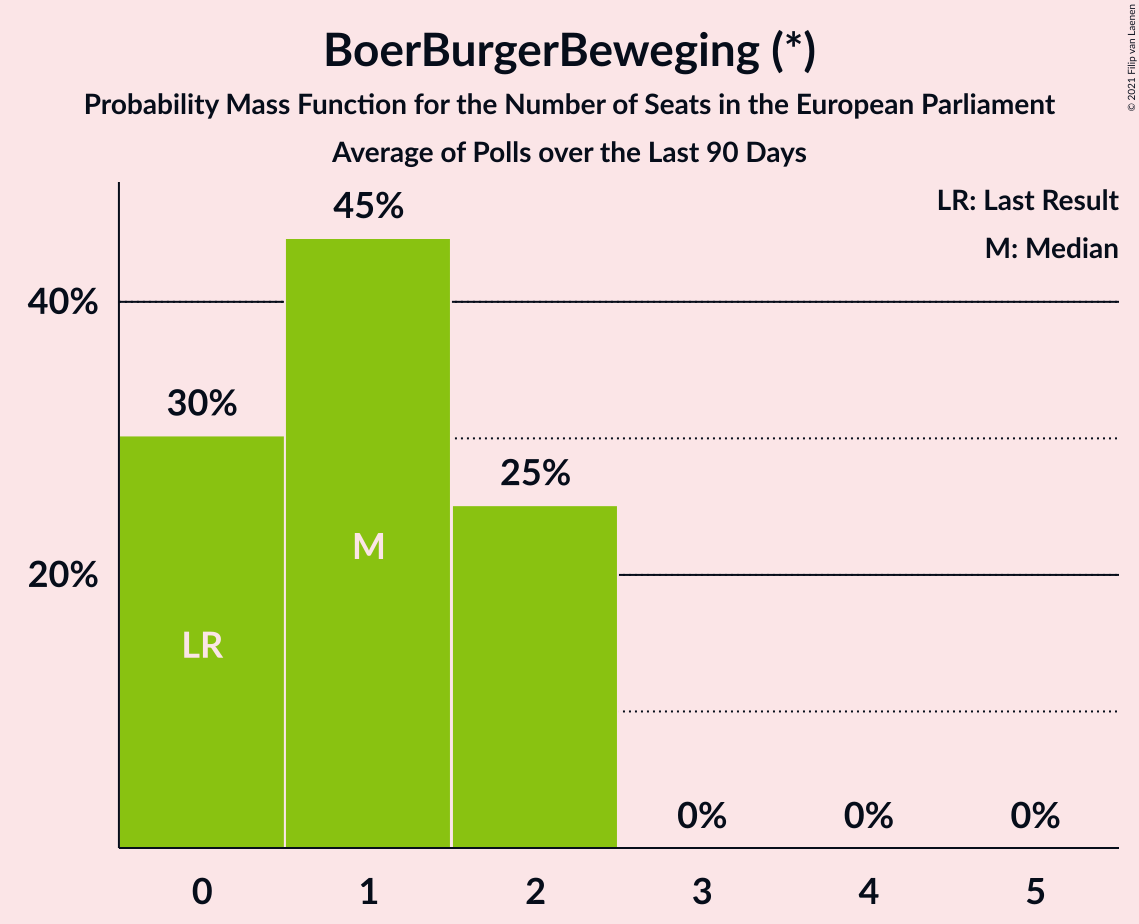 BoerBurgerBeweging (*)
Probability Mass Function for the Number of Seats in the European Parliament
Average of Polls over the Last 90 Days
© 2021 Filip van Laenen
LR: Last Result
M: Median
45%
40%
30%
25%
M
20%
LR
0%
0%
0%
0
1
2
3
4
5